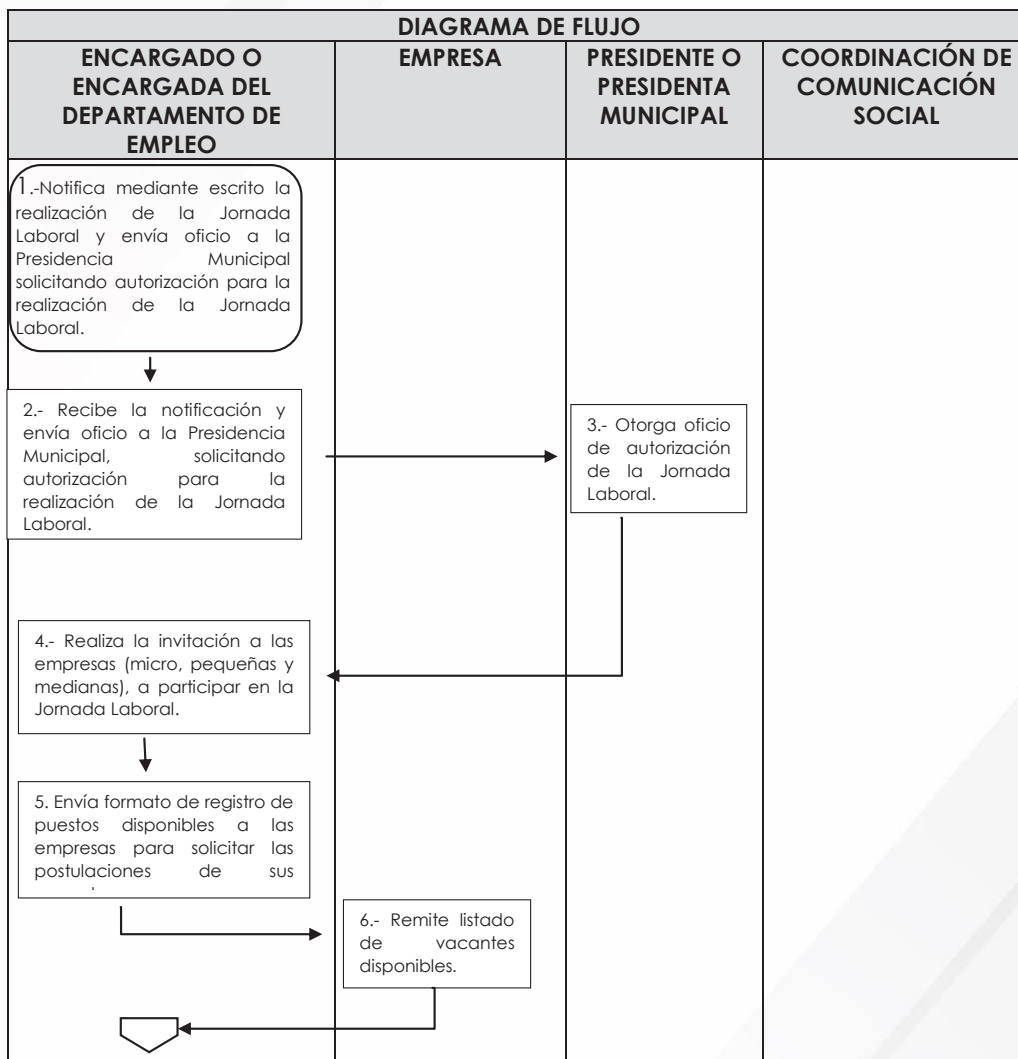 DIAGRAMA DE FLUJO
ENCARGADO O
ENCARGADA DEL
DEPARTAMENTO DE
EMPLEO
EMPRESA
PRESIDENTE O
PRESIDENTA
MUNICIPAL
COORDINACIÓN DE
COMUNICACIÓN
SOCIAL
1.-Notifica mediante escrito la
realización de la Jornada
Laboral y envía oficio a la
Presidencia Municipal
solicitando autorización para la
realización de la Jornada
Laboral.
2.- Recibe la notificación y
envía oficio a la Presidencia
Municipal, solicitando
autorización para la
realización de la Jornada
Laboral.
3.- Otorga oficio
de autorización
de la Jornada
Laboral.
4.- Realiza la invitación a las
empresas (micro, pequeñas y
medianas), a participar en la
Jornada Laboral.
5. Envía formato de registro de
puestos disponibles a las
empresas para solicitar las
postulaciones de sus
6.- Remite listado
de vacantes
disponibles.